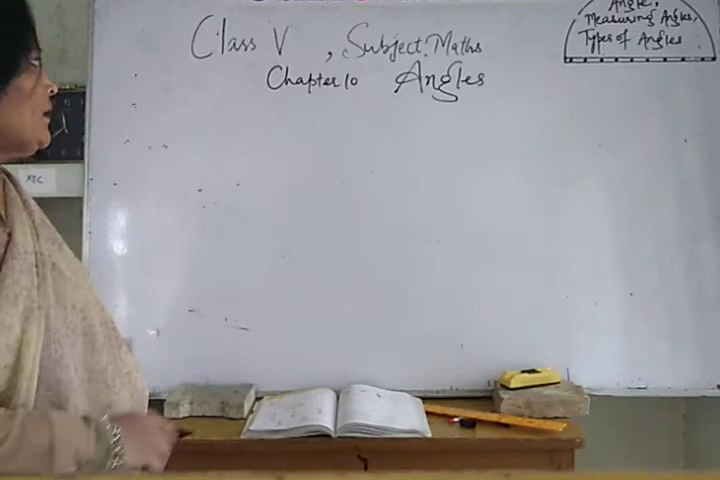 Class V , Subject. Maths
Chapter 10 Angles
Angle,
Measuring Angles,
Types of Angles